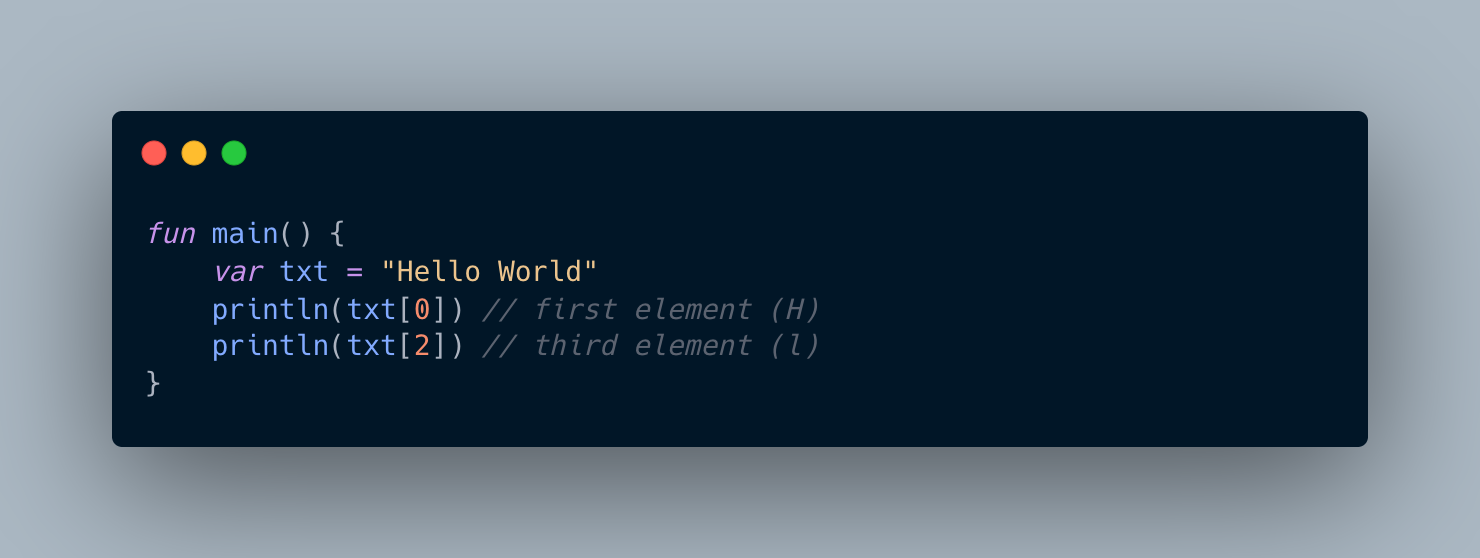 fun main() {
    var txt = "Hello World"
    println(txt[0]) // first element (H)
    println(txt[2]) // third element (l)
}